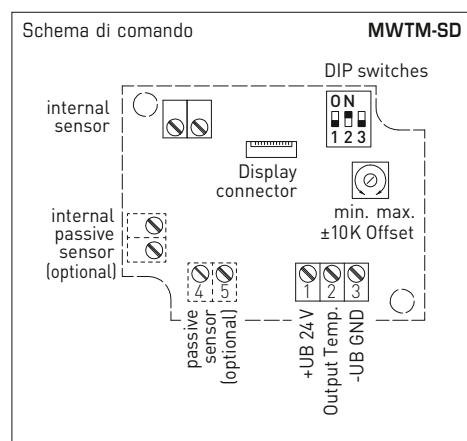 Schema di comando
MWTM-SD
DIP switches
ON
1 2 3
internal
sensor
Display
connector
min. max.
±10K Offset
internal
passive
sensor
(optional)
4 5
passive
sensor
(optional)
1 2 3
+UB 24 V
Output Temp.
-UB GND